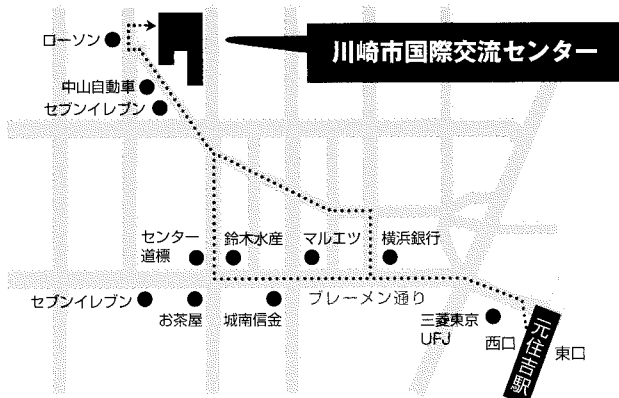 ローソン
川崎市国際交流センター
中山自動車
セブンイレブン
センター
道標
鈴木水産
マルエツ
横浜銀行
セブンイレブン
お茶屋
城南信金
ブレーメン通り
三菱東京
UFJ
西口
元住吉駅
東口